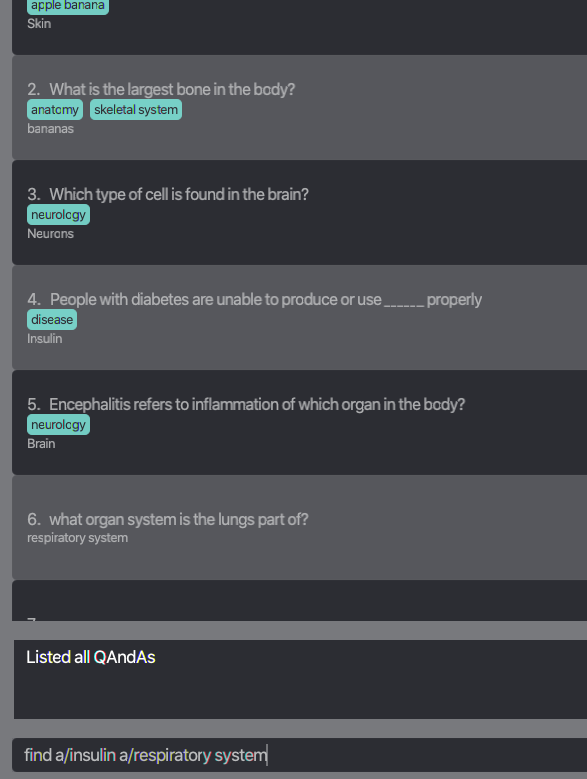 apple banana
Skin
2. What is the largest bone in the body?
anatomy skeletal system
bananas
3. Which type of cell is found in the brain?
neurology
Neurons
4. People with diabetes are unable to produce or use ______ properly
disease
Insulin
5. Encephalitis refers to inflammation of which organ in the body?
neurology
Brain
6. what organ system is the lungs part of?
respiratory system
Listed all QAndAs
find a/insulin a/respiratory system